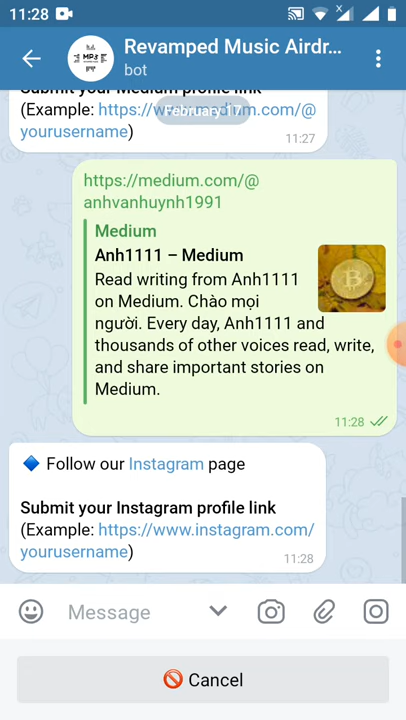 11:28
Revamped Music Airdr...
bot
MPS
Submit your Medium profile link
(Example: https://www.medium.com/@
yourusername)
11:27
https://medium.com/@
anhvanhuynh1991
Medium
Anh1111 – Medium
Read writing from Anh1111
on Medium. Chào mọi
người. Every day, Anh1111 and
thousands of other voices read, write,
and share important stories on
Medium.
11:28
🔷 Follow our Instagram page
Submit your Instagram profile link
(Example: https://www.instagram.com/
yourusername)
11:28
Message
🚫 Cancel